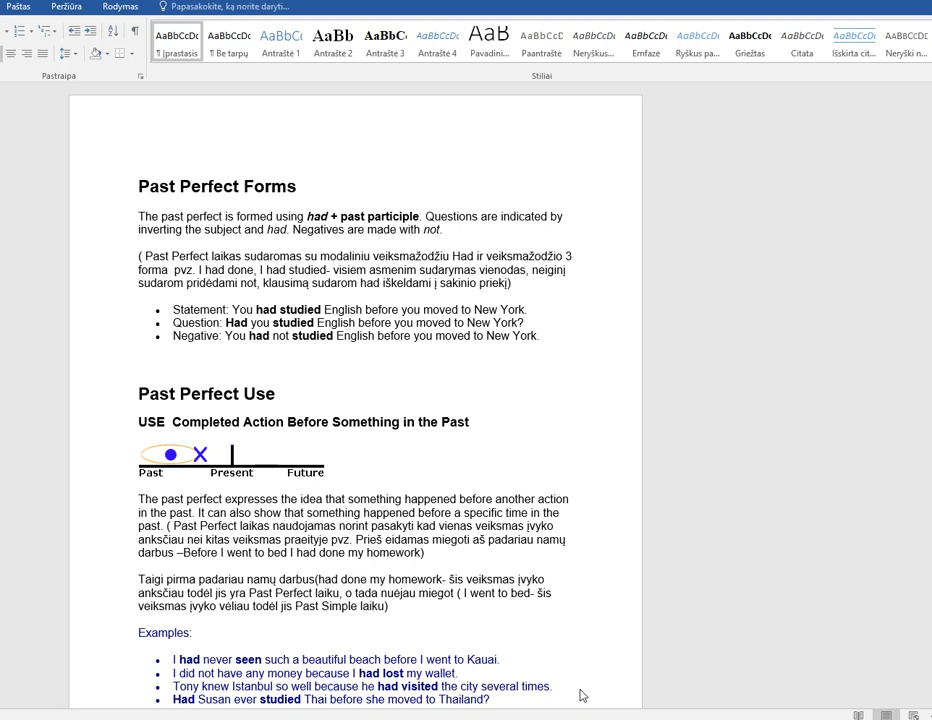 Paštas Peržiūra Rodymas Papasakokite, ką norite daryti...
AaBbCcDc AaBbCcDc AaBbC AaBb AaBbC AaBbCcDc AaB AaBbCcD AaBbCcDc AaBbCcDc AaBbCcDc AaBbCcDc AaBbCcDc AaBbCcDc AaBbCcDc
¶ Įprastasis ¶ Be tarpų Antraštė 1 Antraštė 2 Antraštė 3 Antraštė 4 Pavadini... Paantraštė Neryškus... Emfazė Ryškus pa... Griežtas Citata Išskirta cit... Neryški n...
Pastraipa Stiliai
Past Perfect Forms
The past perfect is formed using had + past participle. Questions are indicated by
inverting the subject and had. Negatives are made with not.
( Past Perfect laikas sudaromas su modaliniu veiksmažodžiu Had ir veiksmažodžio 3
forma pvz. I had done, I had studied- visiem asmenim sudarymas vienodas, neiginį
sudarom pridėdami not, klausimą sudarom had iškeldami į sakinio priekį)
• Statement: You had studied English before you moved to New York.
• Question: Had you studied English before you moved to New York?
• Negative: You had not studied English before you moved to New York.
Past Perfect Use
USE Completed Action Before Something in the Past
Past Present Future
The past perfect expresses the idea that something happened before another action
in the past. It can also show that something happened before a specific time in the
past. ( Past Perfect laikas naudojamas norint pasakyti kad vienas veiksmas įvyko
anksčiau nei kitas veiksmas praeityje pvz. Prieš eidamas miegoti aš padariau namų
darbus –Before I went to bed I had done my homework)
Taigi pirma padariau namų darbus(had done my homework- šis veiksmas įvyko
anksčiau todėl jis yra Past Perfect laiku, o tada nuėjau miegot ( I went to bed- šis
veiksmas įvyko vėliau todėl jis Past Simple laiku)
Examples:
• I had never seen such a beautiful beach before I went to Kauai.
• I did not have any money because I had lost my wallet.
• Tony knew Istanbul so well because he had visited the city several times.
• Had Susan ever studied Thai before she moved to Thailand?